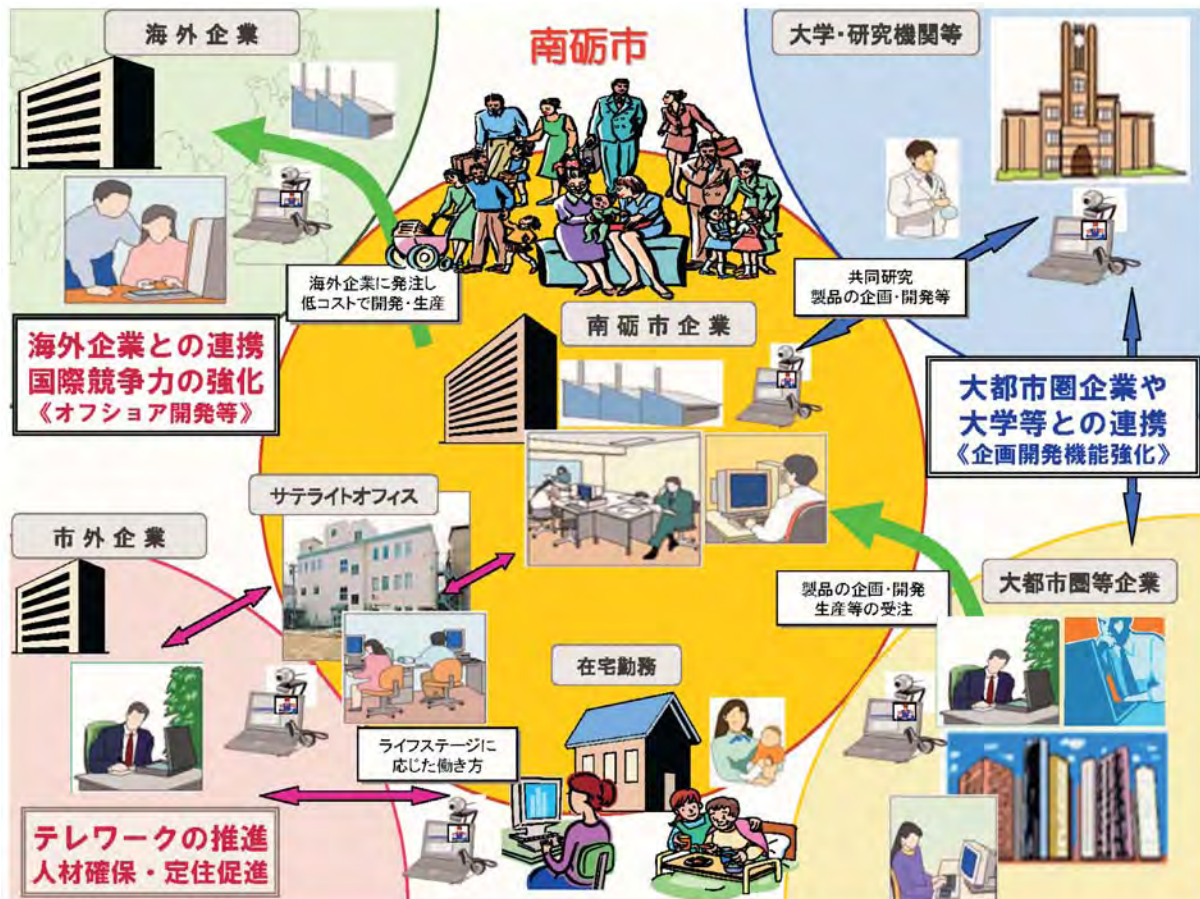 海外企業
南砺市
大学・研究機関等
海外企業に発注し
低コストで開発・生産
共同研究
製品の企画・開発等
南砺市企業
海外企業との連携
国際競争力の強化
《オフショア開発等》
大都市圏企業や
大学等との連携
《企画開発機能強化》
サテライトオフィス
市外企業
製品の企画・開発
生産等の受注
大都市圏等企業
在宅勤務
ライフステージに
応じた働き方
テレワークの推進
人材確保・定住促進